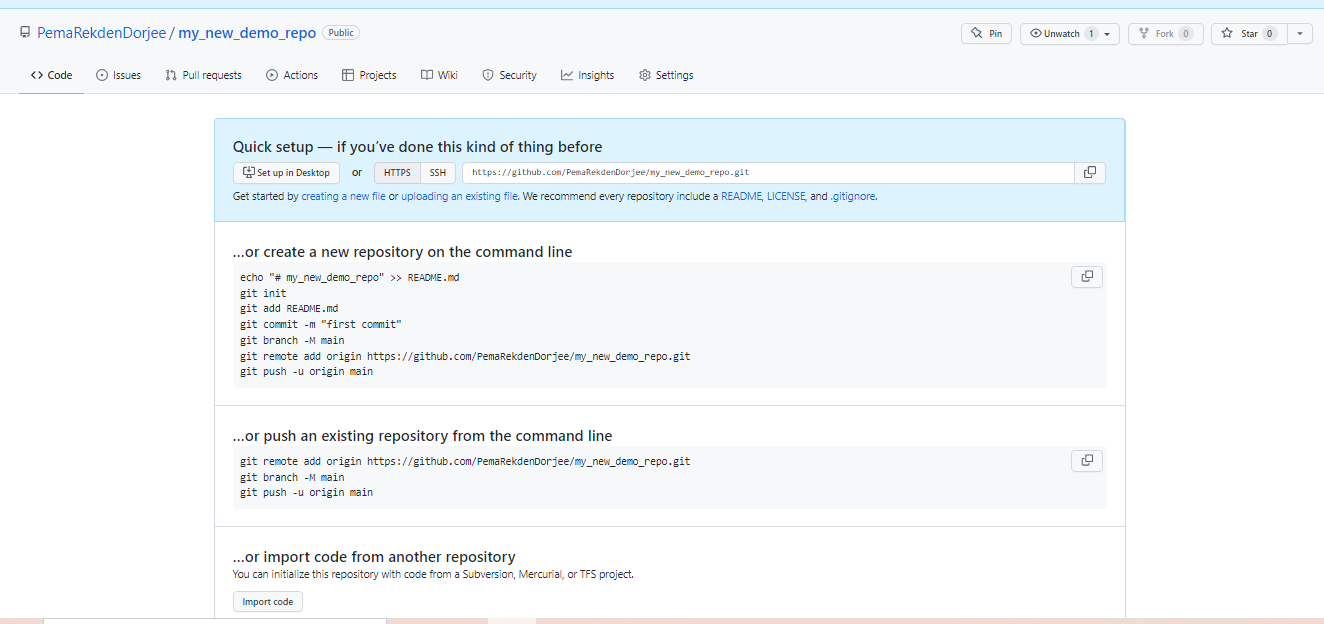 PemaRekdenDorjee / my_new_demo_repo Public
Pin
Unwatch 1
Fork 0
Star 0
Code Issues Pull requests Actions Projects Wiki Security Insights Settings
Quick setup — if you've done this kind of thing before
Set up in Desktop or HTTPS SSH https://github.com/PemaRekdenDorjee/my_new_demo_repo.git
Get started by creating a new file or uploading an existing file. We recommend every repository include a README, LICENSE, and .gitignore.
…or create a new repository on the command line
echo "# my_new_demo_repo" >> README.md
git init
git add README.md
git commit -m "first commit"
git branch -M main
git remote add origin https://github.com/PemaRekdenDorjee/my_new_demo_repo.git
git push -u origin main
…or push an existing repository from the command line
git remote add origin https://github.com/PemaRekdenDorjee/my_new_demo_repo.git
git branch -M main
git push -u origin main
…or import code from another repository
You can initialize this repository with code from a Subversion, Mercurial, or TFS project.
Import code